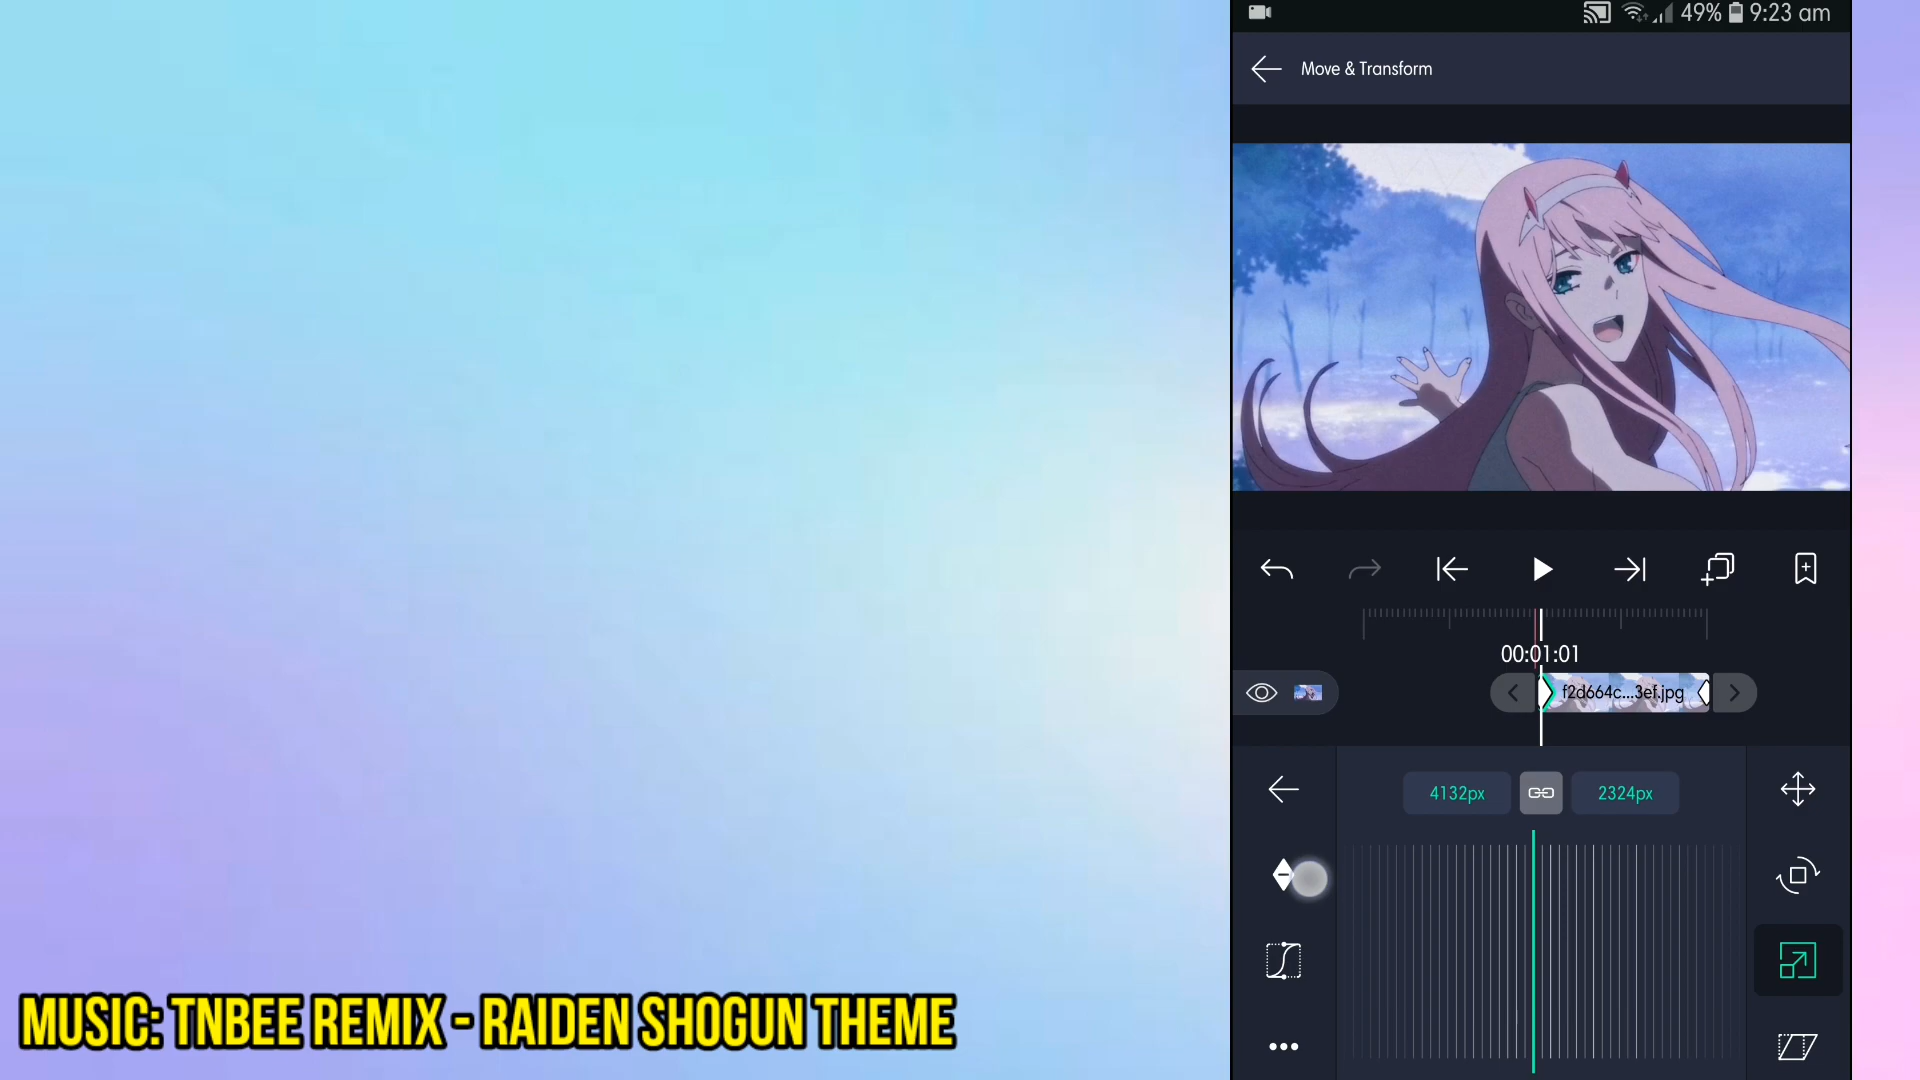 49% 9:23 am
Move & Transform
00:01:01
f2d664c...3ef.jpg
4132px 2324px
MUSIC: TNBEE REMIX - RAIDEN SHOGUN THEME